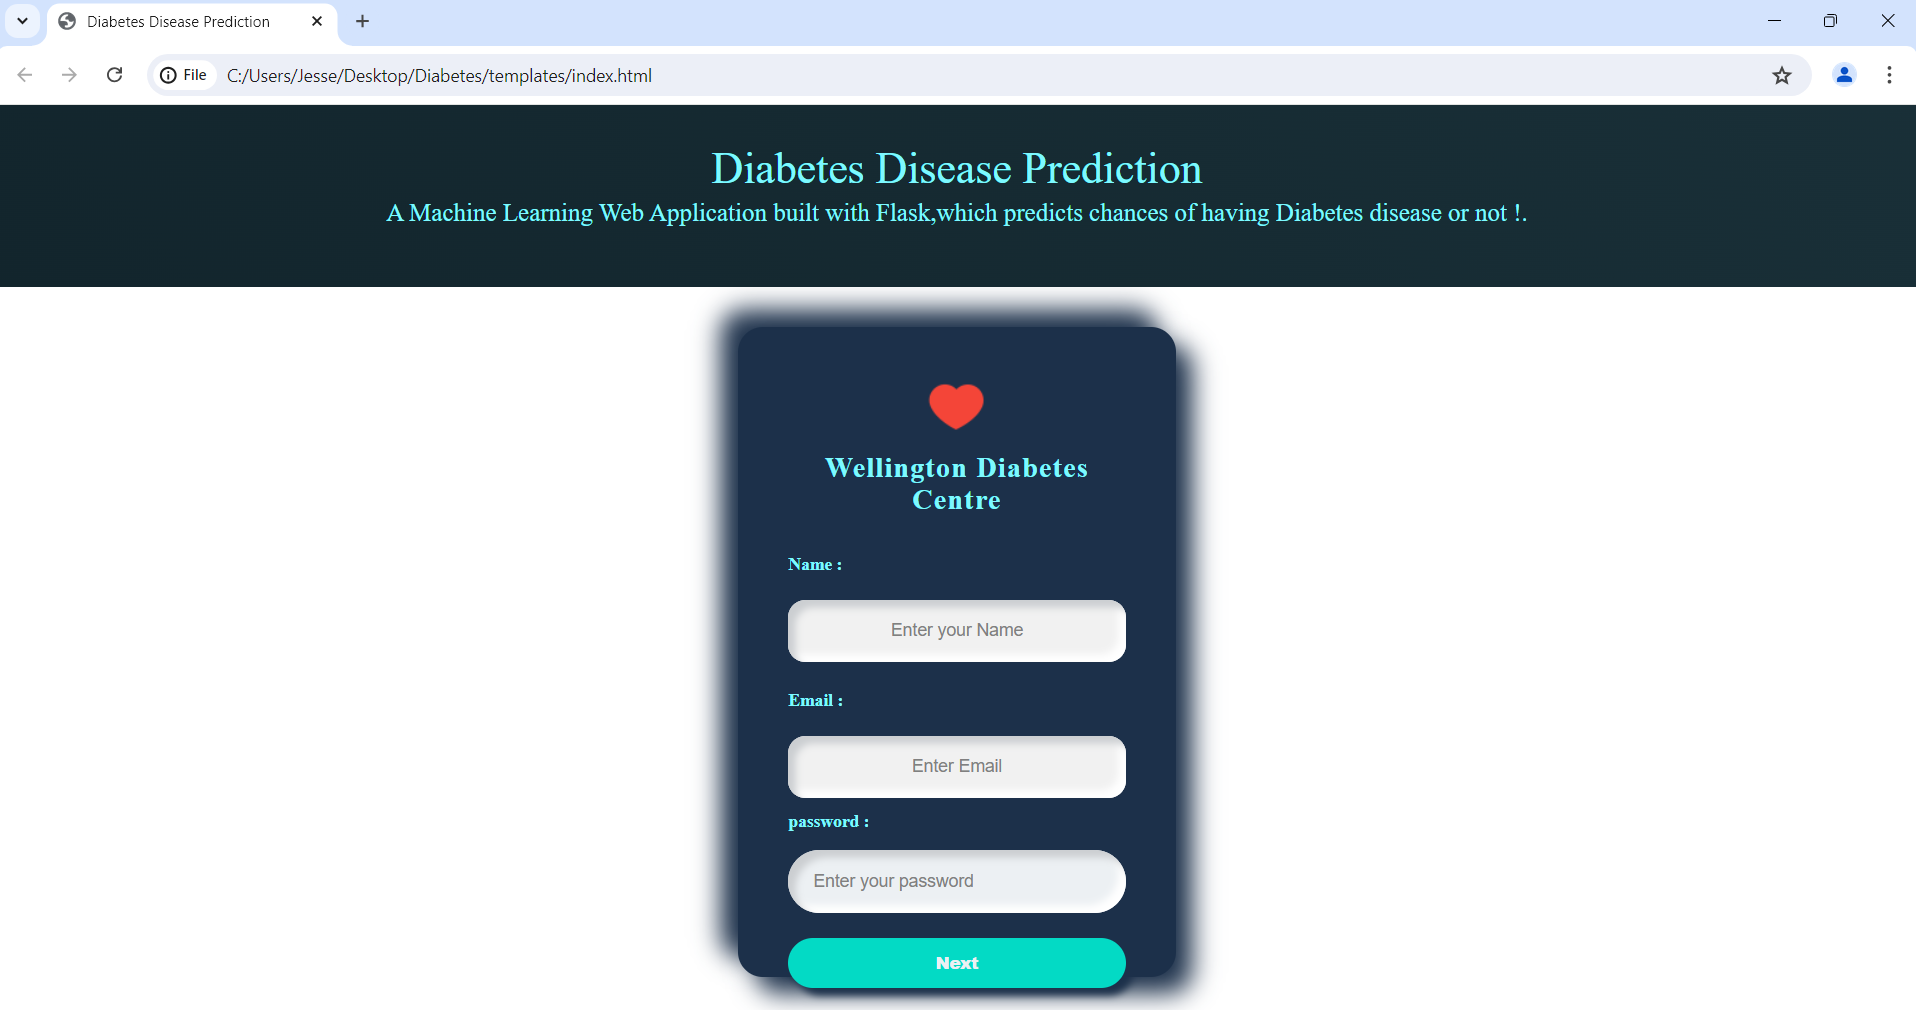 Diabetes Disease Prediction
File C:/Users/Jesse/Desktop/Diabetes/templates/index.html
Diabetes Disease Prediction
A Machine Learning Web Application built with Flask,which predicts chances of having Diabetes disease or not !.
Wellington Diabetes
Centre
Name :
Enter your Name
Email :
Enter Email
password :
Enter your password
Next